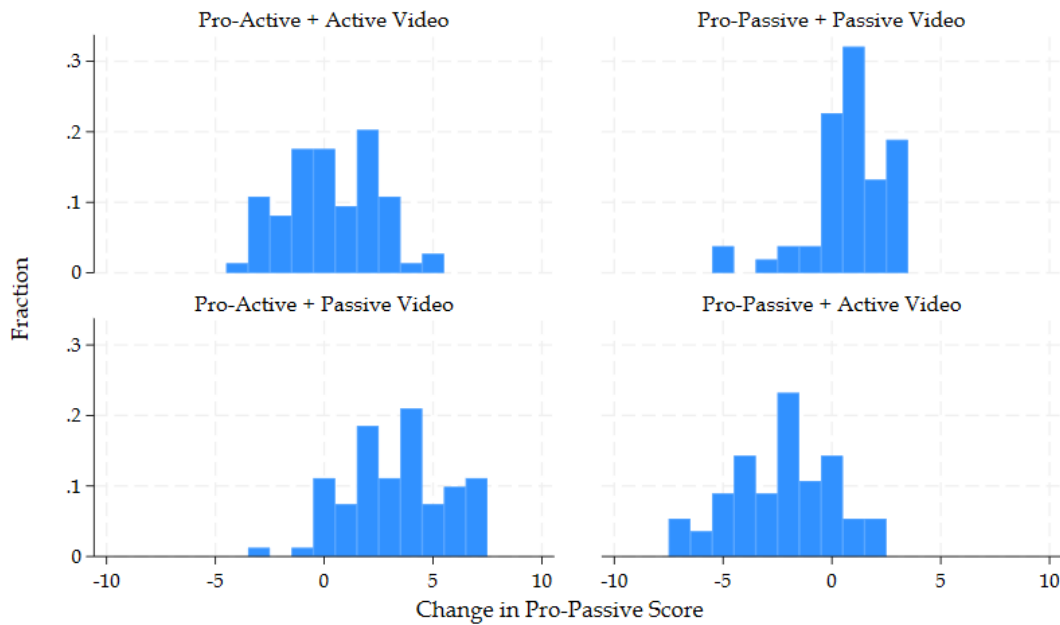 Pro-Active + Active Video
Pro-Passive + Passive Video
.3
.2
.1
0
Pro-Active + Passive Video
Pro-Passive + Active Video
.3
.2
.1
0
-10 -5 0 5 10
-10 -5 0 5 10
Fraction
Change in Pro-Passive Score